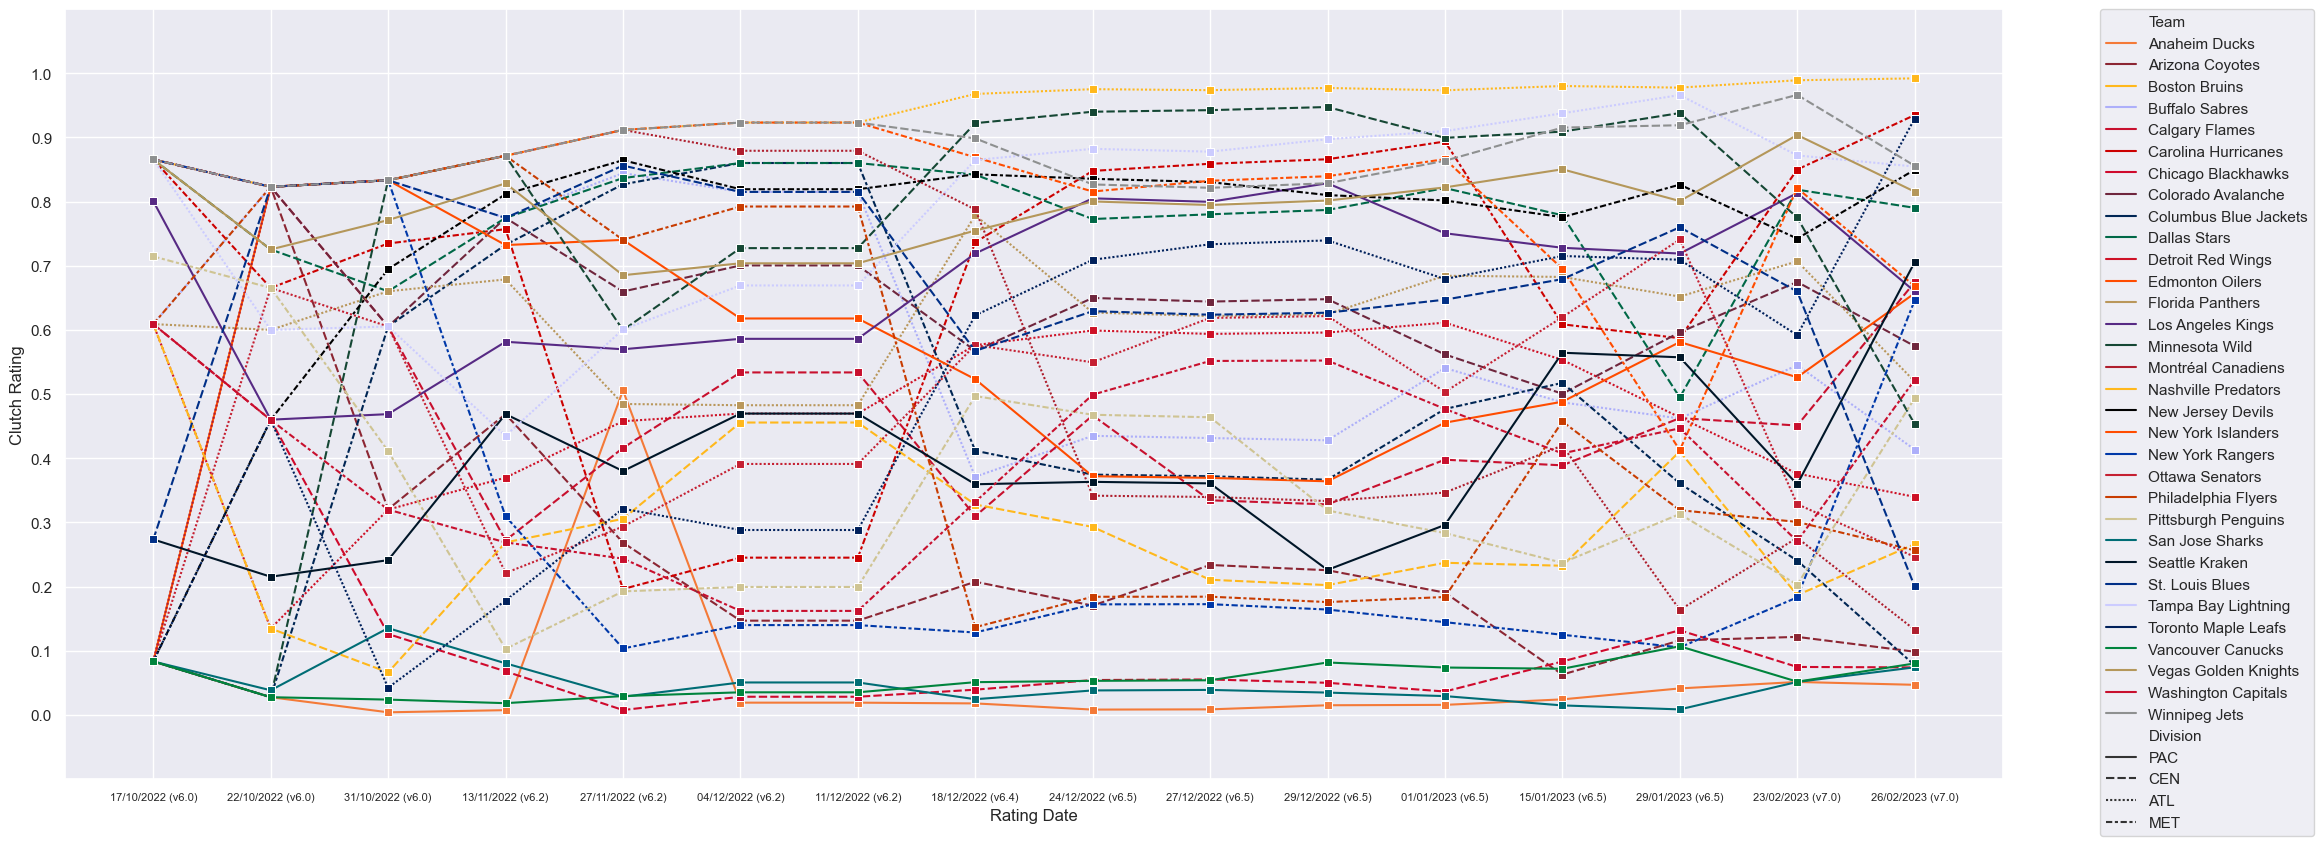 1.0
0.9
0.8
0.7
0.6
0.5
0.4
0.3
0.2
0.1
0.0
Clutch Rating
17/10/2022 (v6.0) 22/10/2022 (v6.0) 31/10/2022 (v6.0) 13/11/2022 (v6.2) 27/11/2022 (v6.2) 04/12/2022 (v6.2) 11/12/2022 (v6.2) 18/12/2022 (v6.4) 24/12/2022 (v6.5) 27/12/2022 (v6.5) 29/12/2022 (v6.5) 01/01/2023 (v6.5) 15/01/2023 (v6.5) 29/01/2023 (v6.5) 23/02/2023 (v7.0) 26/02/2023 (v7.0)
Rating Date
Team
Anaheim Ducks
Arizona Coyotes
Boston Bruins
Buffalo Sabres
Calgary Flames
Carolina Hurricanes
Chicago Blackhawks
Colorado Avalanche
Columbus Blue Jackets
Dallas Stars
Detroit Red Wings
Edmonton Oilers
Florida Panthers
Los Angeles Kings
Minnesota Wild
Montréal Canadiens
Nashville Predators
New Jersey Devils
New York Islanders
New York Rangers
Ottawa Senators
Philadelphia Flyers
Pittsburgh Penguins
San Jose Sharks
Seattle Kraken
St. Louis Blues
Tampa Bay Lightning
Toronto Maple Leafs
Vancouver Canucks
Vegas Golden Knights
Washington Capitals
Winnipeg Jets
Division
PAC
CEN
ATL
MET